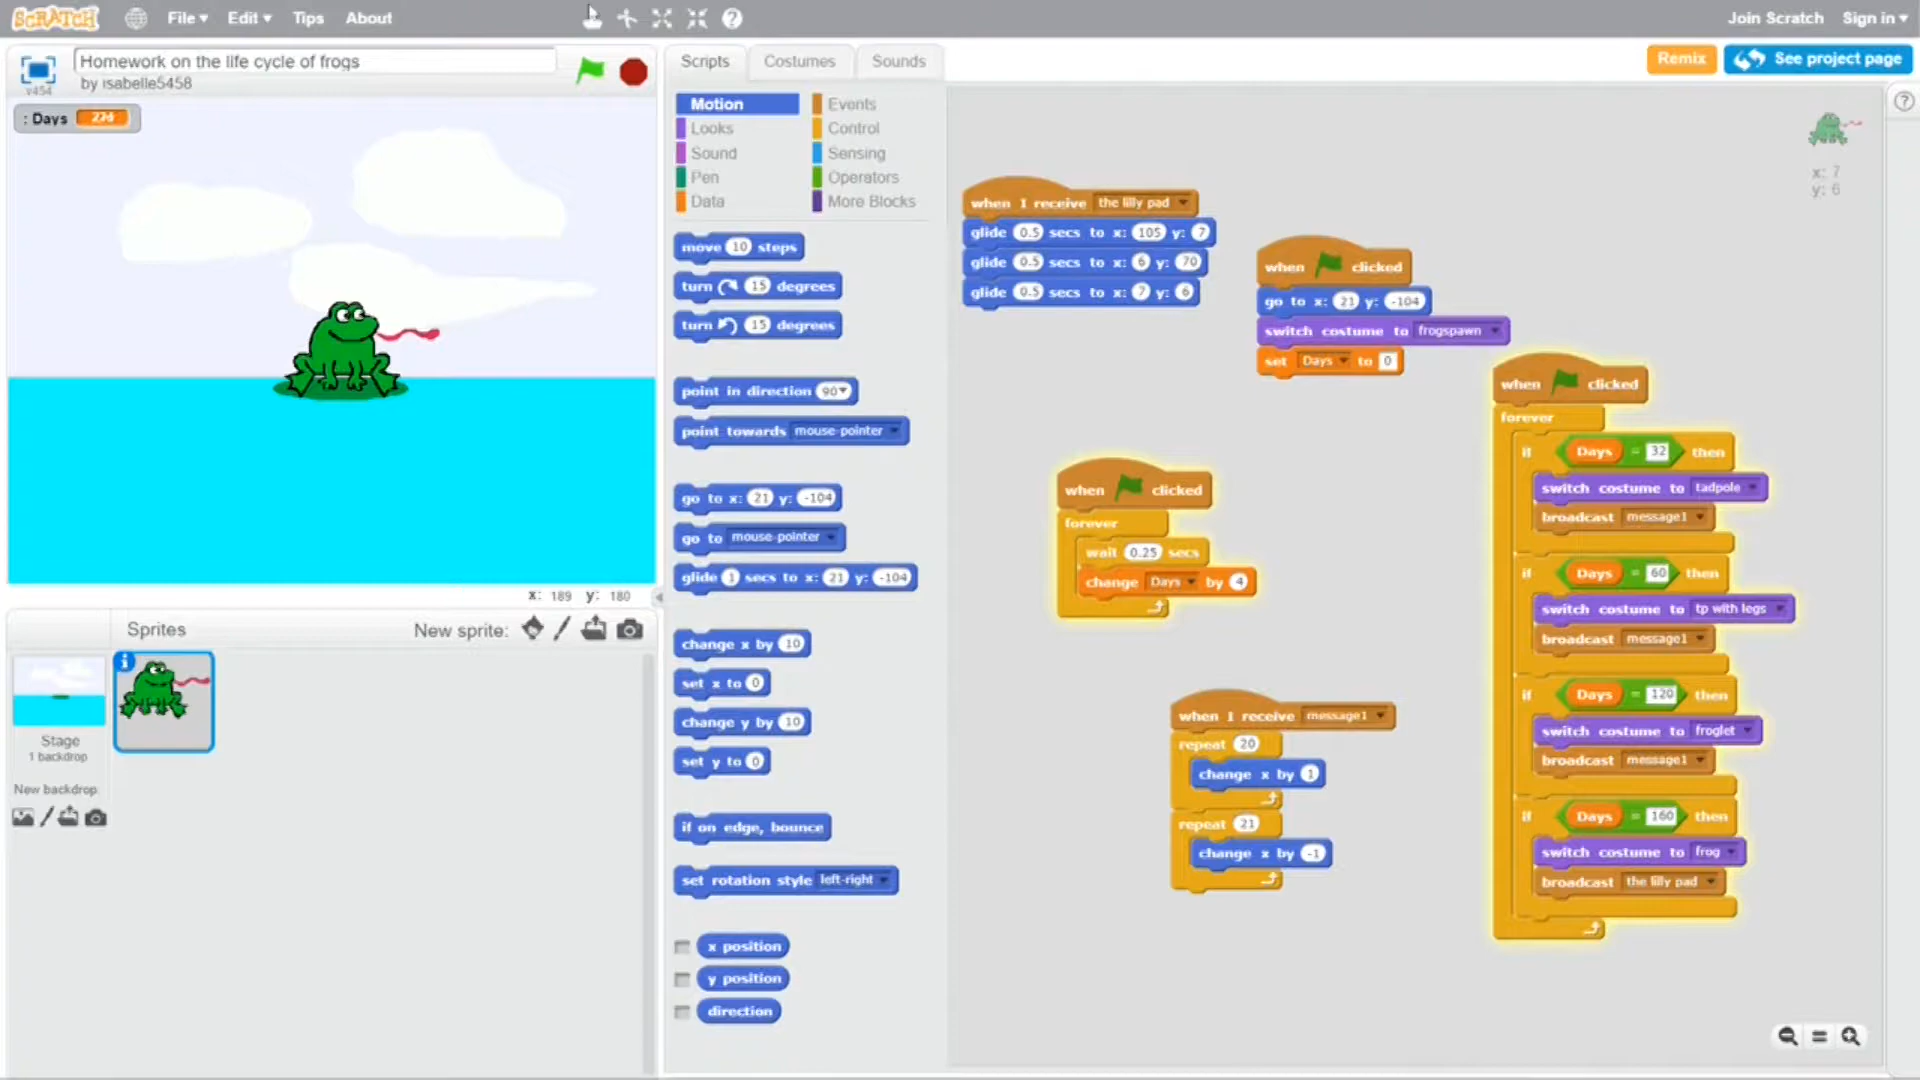 SCRATCH
File
Edit
Tips
About
Join Scratch
Sign in
Homework on the life cycle of frogs
by isabelle5458
v454
Scripts
Costumes
Sounds
Remix
See project page
: Days
Motion
Looks
Sound
Pen
Data
Events
Control
Sensing
Operators
More Blocks
move 10 steps
turn 15 degrees
turn 15 degrees
point in direction 90
point towards mouse-pointer
go to x: 21 y: -104
go to mouse-pointer
glide 1 secs to x: 21 y: -104
change x by 10
set x to 0
change y by 10
set y to 0
if on edge, bounce
set rotation style left-right
x position
y position
direction
x: 189 y: 180
Sprites
New sprite:
Stage
1 backdrop
New backdrop
when I receive the lilly pad
glide 0.5 secs to x: 105 y: 7
glide 0.5 secs to x: 6 y: 70
glide 0.5 secs to x: 7 y: 6
when clicked
go to x: 21 y: -104
switch costume to frogspawn
set Days to 0
when clicked
forever
wait 0.25 secs
change Days by 4
when I receive message1
repeat 20
change x by 1
repeat 21
change x by -1
when clicked
forever
if Days = 32 then
switch costume to tadpole
broadcast message1
if Days = 60 then
switch costume to tp with legs
broadcast message1
if Days = 120 then
switch costume to froglet
broadcast message1
if Days = 160 then
switch costume to frog
broadcast the lilly pad
x: 7
y: 6